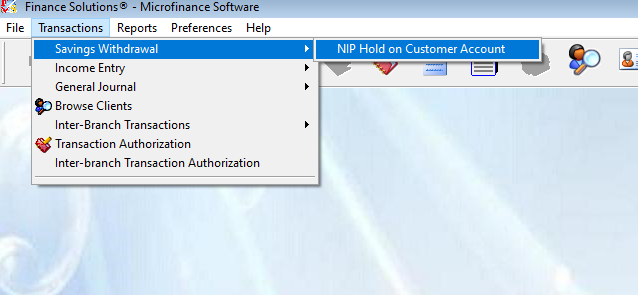 Finance Solutions® - Microfinance Software
File Transactions Reports Preferences Help
Savings Withdrawal
NIP Hold on Customer Account
Income Entry
General Journal
Browse Clients
Inter-Branch Transactions
Transaction Authorization
Inter-branch Transaction Authorization